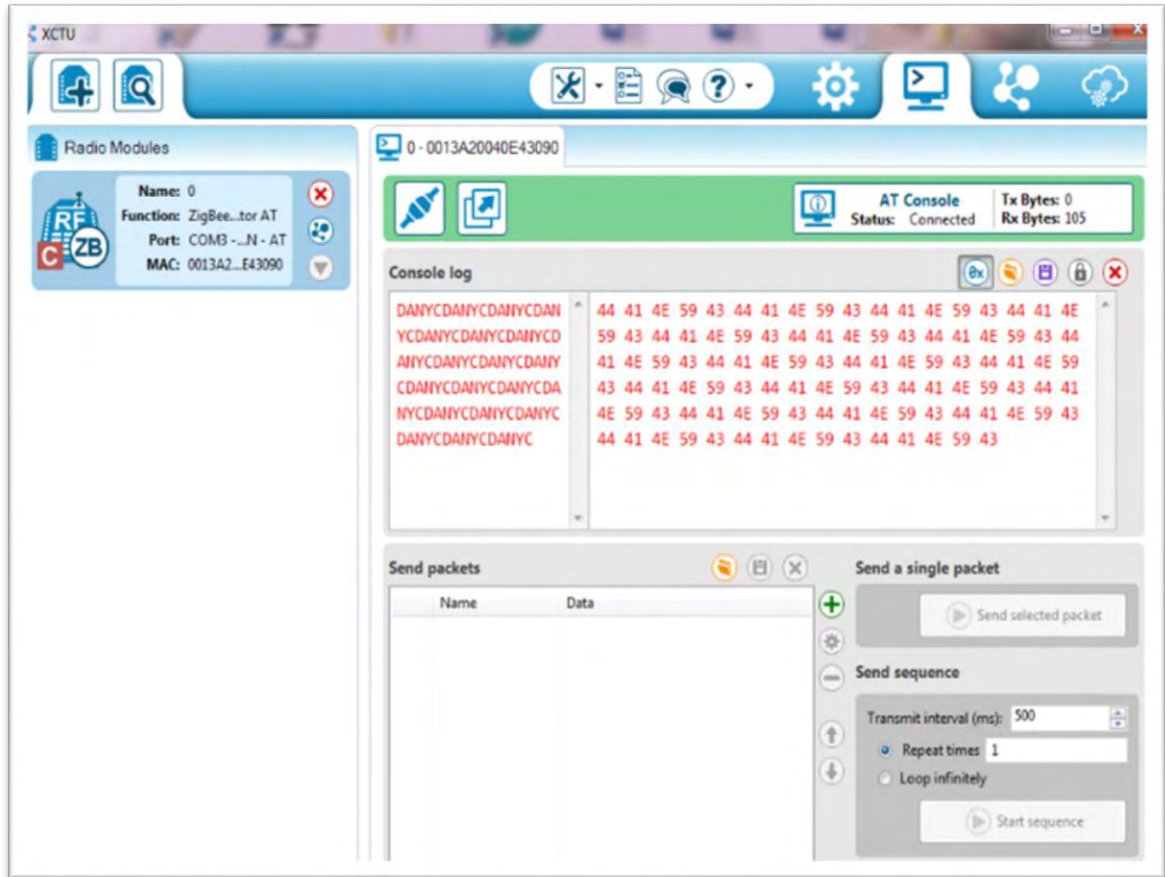 XCTU
Radio Modules
Name: 0
Function: ZigBee...tor AT
Port: COM3 -...N - AT
MAC: 0013A2...E43090
RF
C
ZB
0 - 0013A20040E43090
AT Console
Status: Connected
Tx Bytes: 0
Rx Bytes: 105
Console log
0x
DANYCDANYCDANYCDAN 44 41 4E 59 43 44 41 4E 59 43 44 41 4E 59 43 44 41 4E
YCDANYCDANYCDANYCD 59 43 44 41 4E 59 43 44 41 4E 59 43 44 41 4E 59 43 44
ANYCDANYCDANYCDANY 41 4E 59 43 44 41 4E 59 43 44 41 4E 59 43 44 41 4E 59
CDANYCDANYCDANYCDA 43 44 41 4E 59 43 44 41 4E 59 43 44 41 4E 59 43 44 41
NYCDANYCDANYCDANYC 4E 59 43 44 41 4E 59 43 44 41 4E 59 43 44 41 4E 59 43
DANYCDANYCDANYC 44 41 4E 59 43 44 41 4E 59 43 44 41 4E 59 43
Send packets
Name Data
Send a single packet
Send selected packet
Send sequence
Transmit interval (ms): 500
Repeat times 1
Loop infinitely
Start sequence